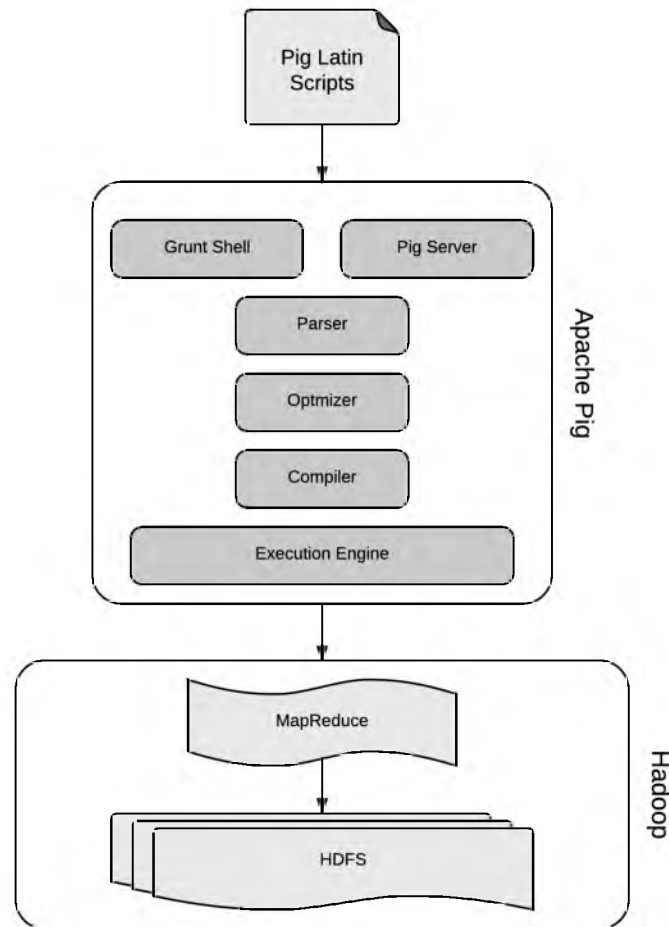 Pig Latin
Scripts
Grunt Shell
Pig Server
Parser
Optmizer
Compiler
Execution Engine
Apache Pig
MapReduce
HDFS
Hadoop